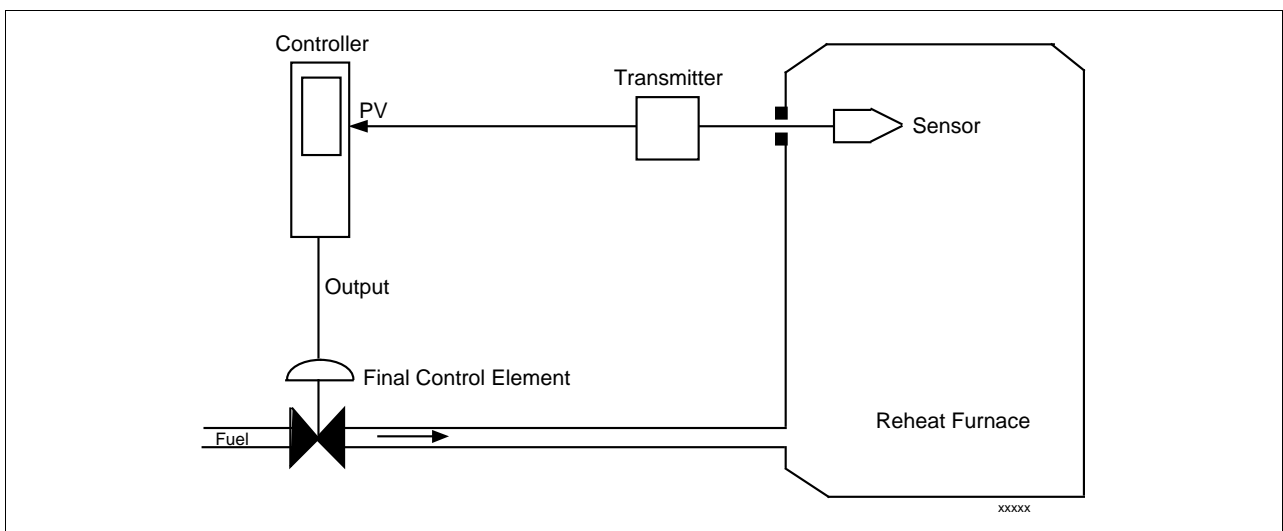 Controller
Transmitter
PV
Sensor
Output
Final Control Element
Fuel
Reheat Furnace
xxxxx